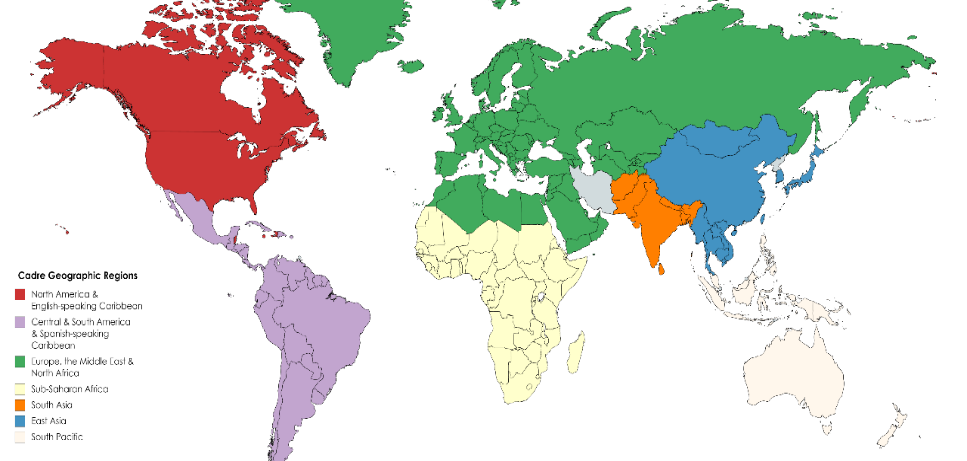 Cadre Geographic Regions
North America &
English-speaking Caribbean
Central & South America
& Spanish-speaking
Caribbean
Europe, the Middle East &
North Africa
Sub-Saharan Africa
South Asia
East Asia
South Pacific